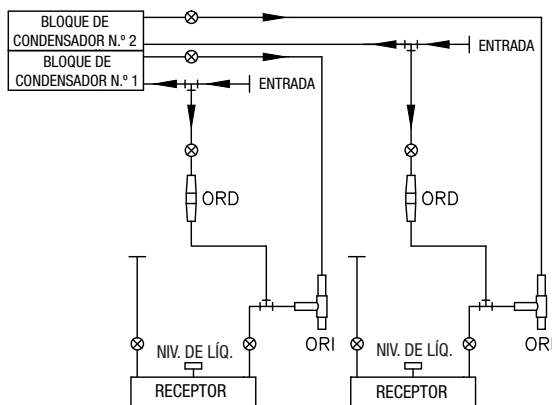 BLOQUE DE
CONDENSADOR N.º 2
BLOQUE DE
CONDENSADOR N.º 1
ENTRADA
ENTRADA
ORD
ORD
ORI
ORI
NIV. DE LÍQ.
NIV. DE LÍQ.
RECEPTOR
RECEPTOR